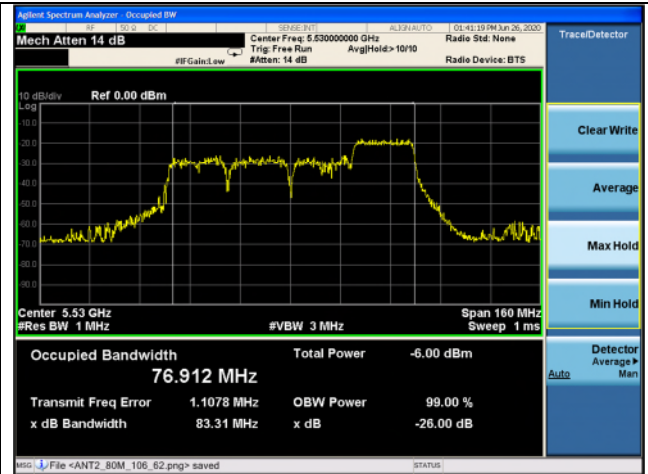 Agilent Spectrum Analyzer - Occupied BW
RF 50 Ω DC SENSE:INT ALIGN AUTO 01:41:19 PM Jun 26, 2020
Mech Atten 14 dB
Center Freq: 5.530000000 GHz Radio Std: None
Trig: Free Run Avg|Hold:> 10/10
#IFGain:Low #Atten: 14 dB Radio Device: BTS
Trace/Detector
10 dB/div Ref 0.00 dBm
Log
-10.0
-20.0
-30.0
-40.0
-50.0
-60.0
-70.0
-80.0
-90.0
Center 5.53 GHz Span 160 MHz
#Res BW 1 MHz #VBW 3 MHz Sweep 1 ms
Occupied Bandwidth Total Power -6.00 dBm
76.912 MHz
Transmit Freq Error 1.1078 MHz OBW Power 99.00 %
x dB Bandwidth 83.31 MHz x dB -26.00 dB
Clear Write
Average
Max Hold
Min Hold
Detector
Average▶
Auto Man
MSG File <ANT2_80M_106_62.png> saved STATUS